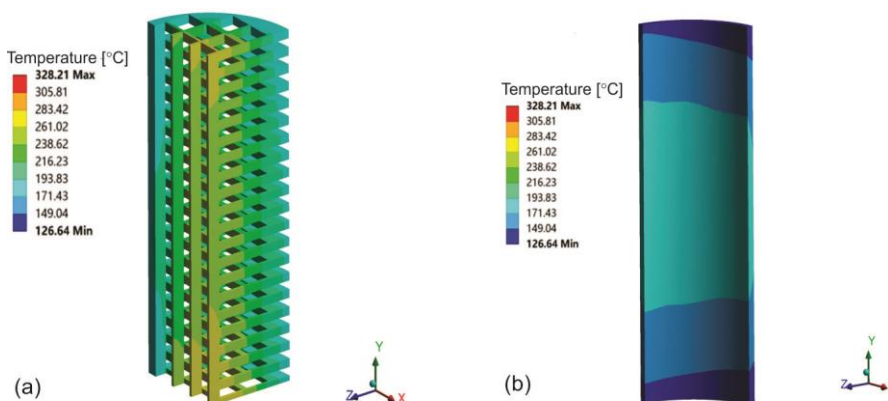 Temperature [°C]
328.21 Max
305.81
283.42
261.02
238.62
216.23
193.83
171.43
149.04
126.64 Min
Y
Z
X
(a)
Temperature [°C]
328.21 Max
305.81
283.42
261.02
238.62
216.23
193.83
171.43
149.04
126.64 Min
Y
Z
(b)